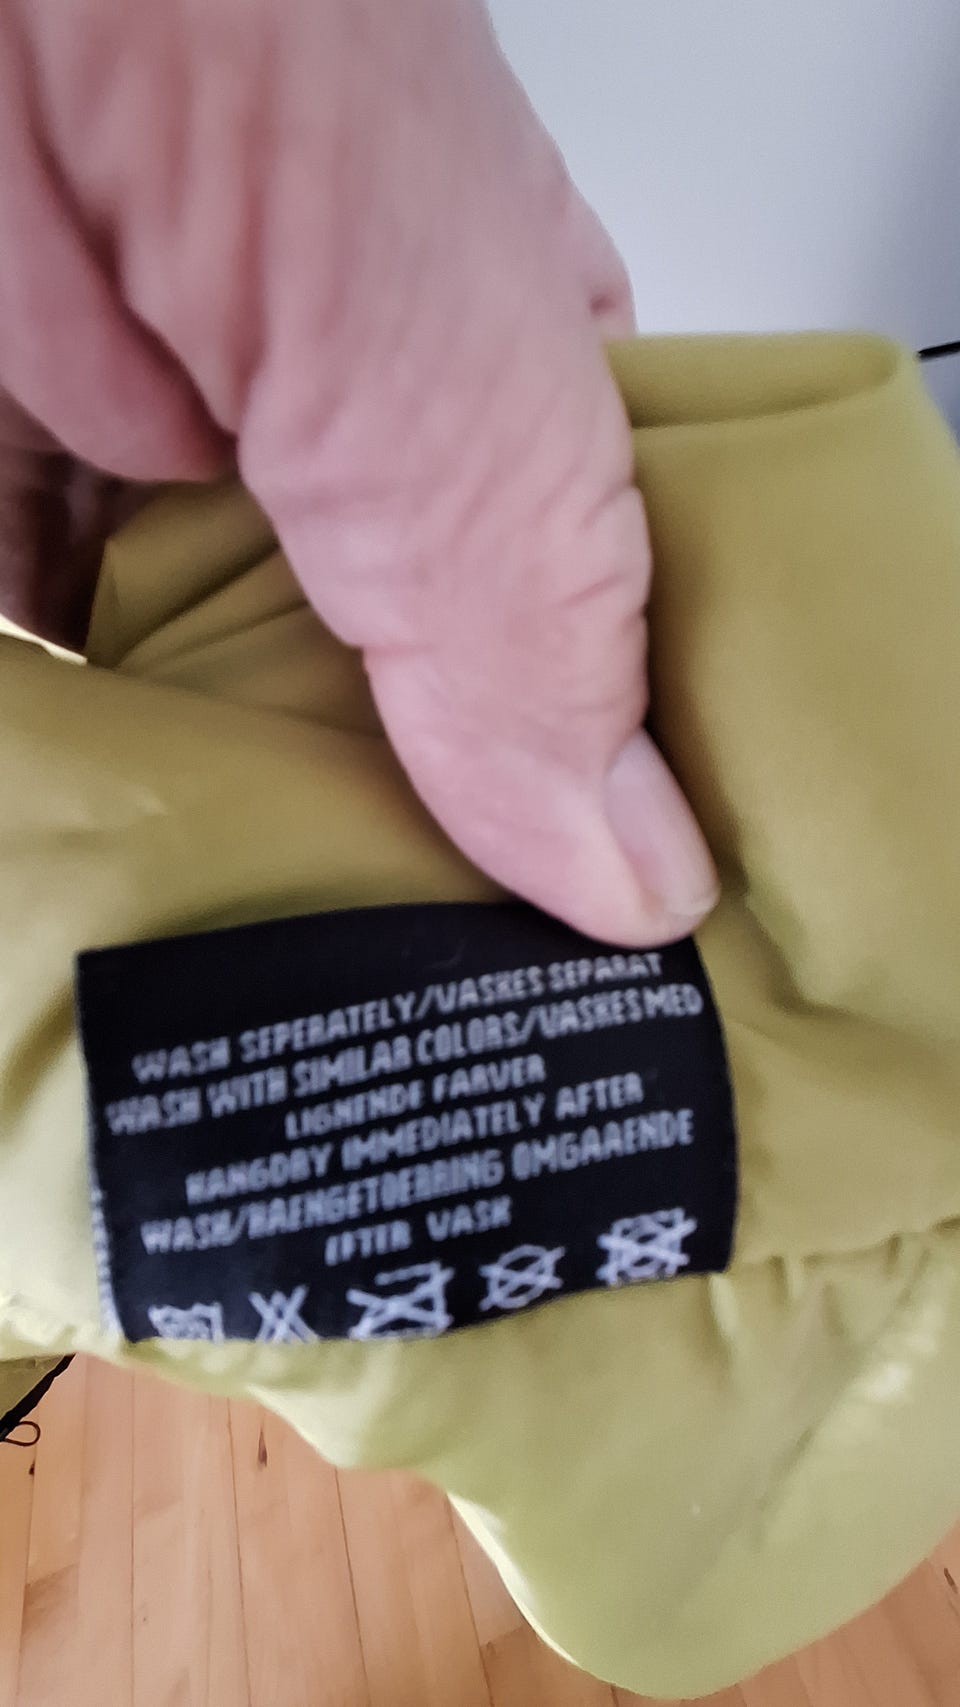 WASH SEPERATELY/VASKES SEPARAT
WASH WITH SIMILAR COLORS/VASKES MED
LIGNENDE FARVER
HANGDRY IMMEDIATELY AFTER
WASH/HAENGETOERRING OMGAAENDE
EFTER VASK